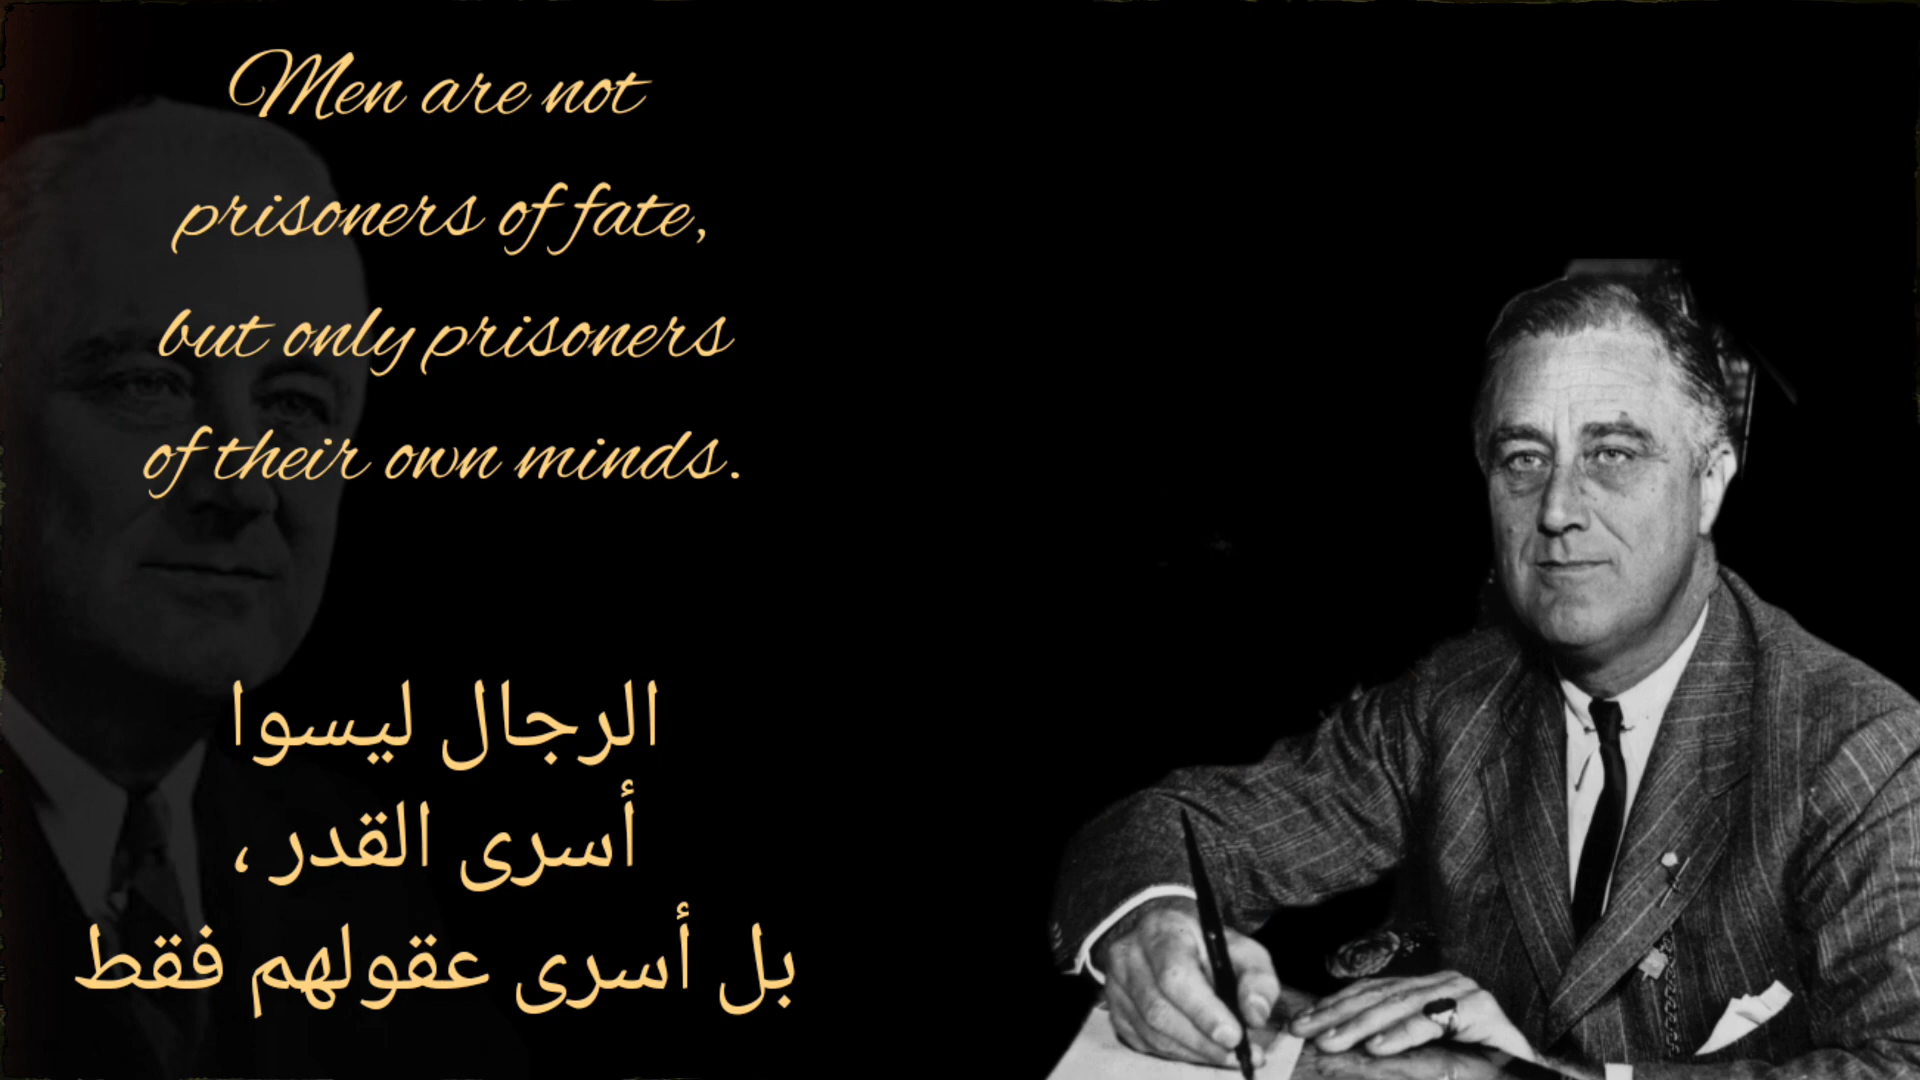 Men are not
prisoners of fate,
but only prisoners
of their own minds.
الرجال ليسوا
أسرى القدر ،
بل أسرى عقولهم فقط